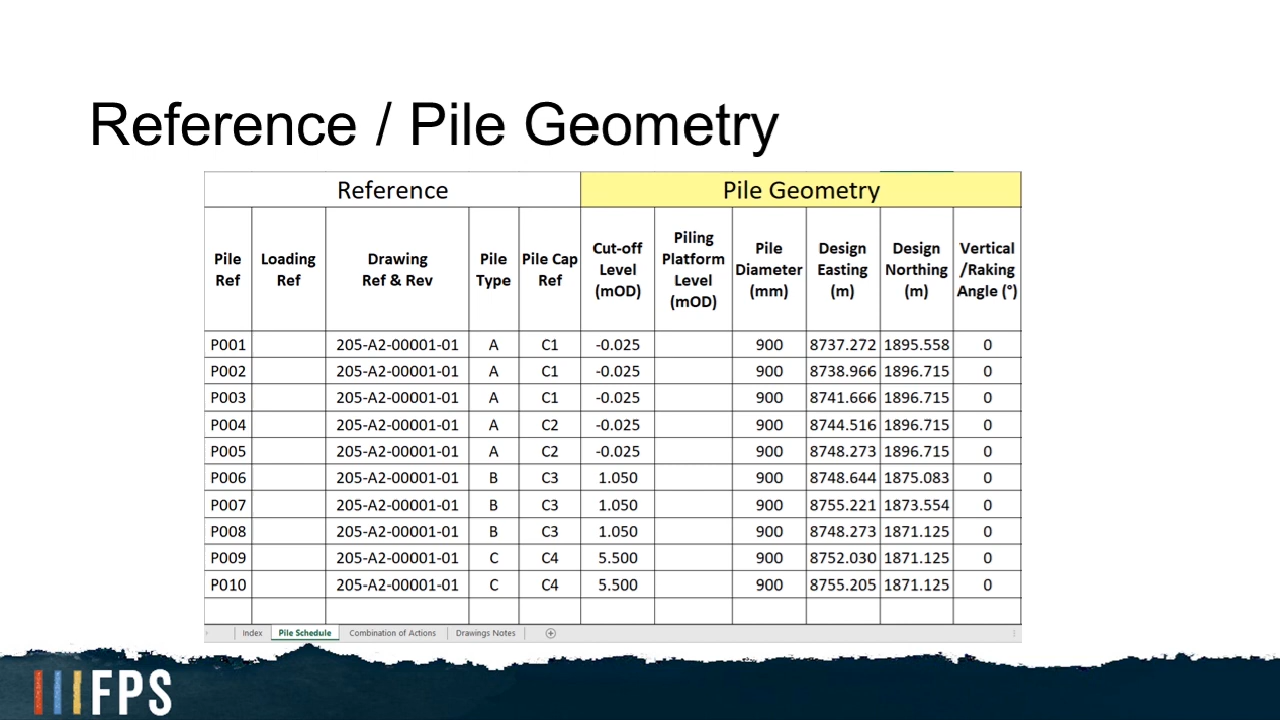 Reference / Pile Geometry
Reference Pile Geometry
Pile Ref Loading Ref Drawing Ref & Rev Pile Type Pile Cap Ref Cut-off Level (mOD) Piling Platform Level (mOD) Pile Diameter (mm) Design Easting (m) Design Northing (m) Vertical /Raking Angle (°)
P001 205-A2-00001-01 A C1 -0.025 900 8737.272 1895.558 0
P002 205-A2-00001-01 A C1 -0.025 900 8738.966 1896.715 0
P003 205-A2-00001-01 A C1 -0.025 900 8741.666 1896.715 0
P004 205-A2-00001-01 A C2 -0.025 900 8744.516 1896.715 0
P005 205-A2-00001-01 A C2 -0.025 900 8748.273 1896.715 0
P006 205-A2-00001-01 B C3 1.050 900 8748.644 1875.083 0
P007 205-A2-00001-01 B C3 1.050 900 8755.221 1873.554 0
P008 205-A2-00001-01 B C3 1.050 900 8748.273 1871.125 0
P009 205-A2-00001-01 C C4 5.500 900 8752.030 1871.125 0
P010 205-A2-00001-01 C C4 5.500 900 8755.205 1871.125 0
Index Pile Schedule Combination of Actions Drawings Notes
FPS